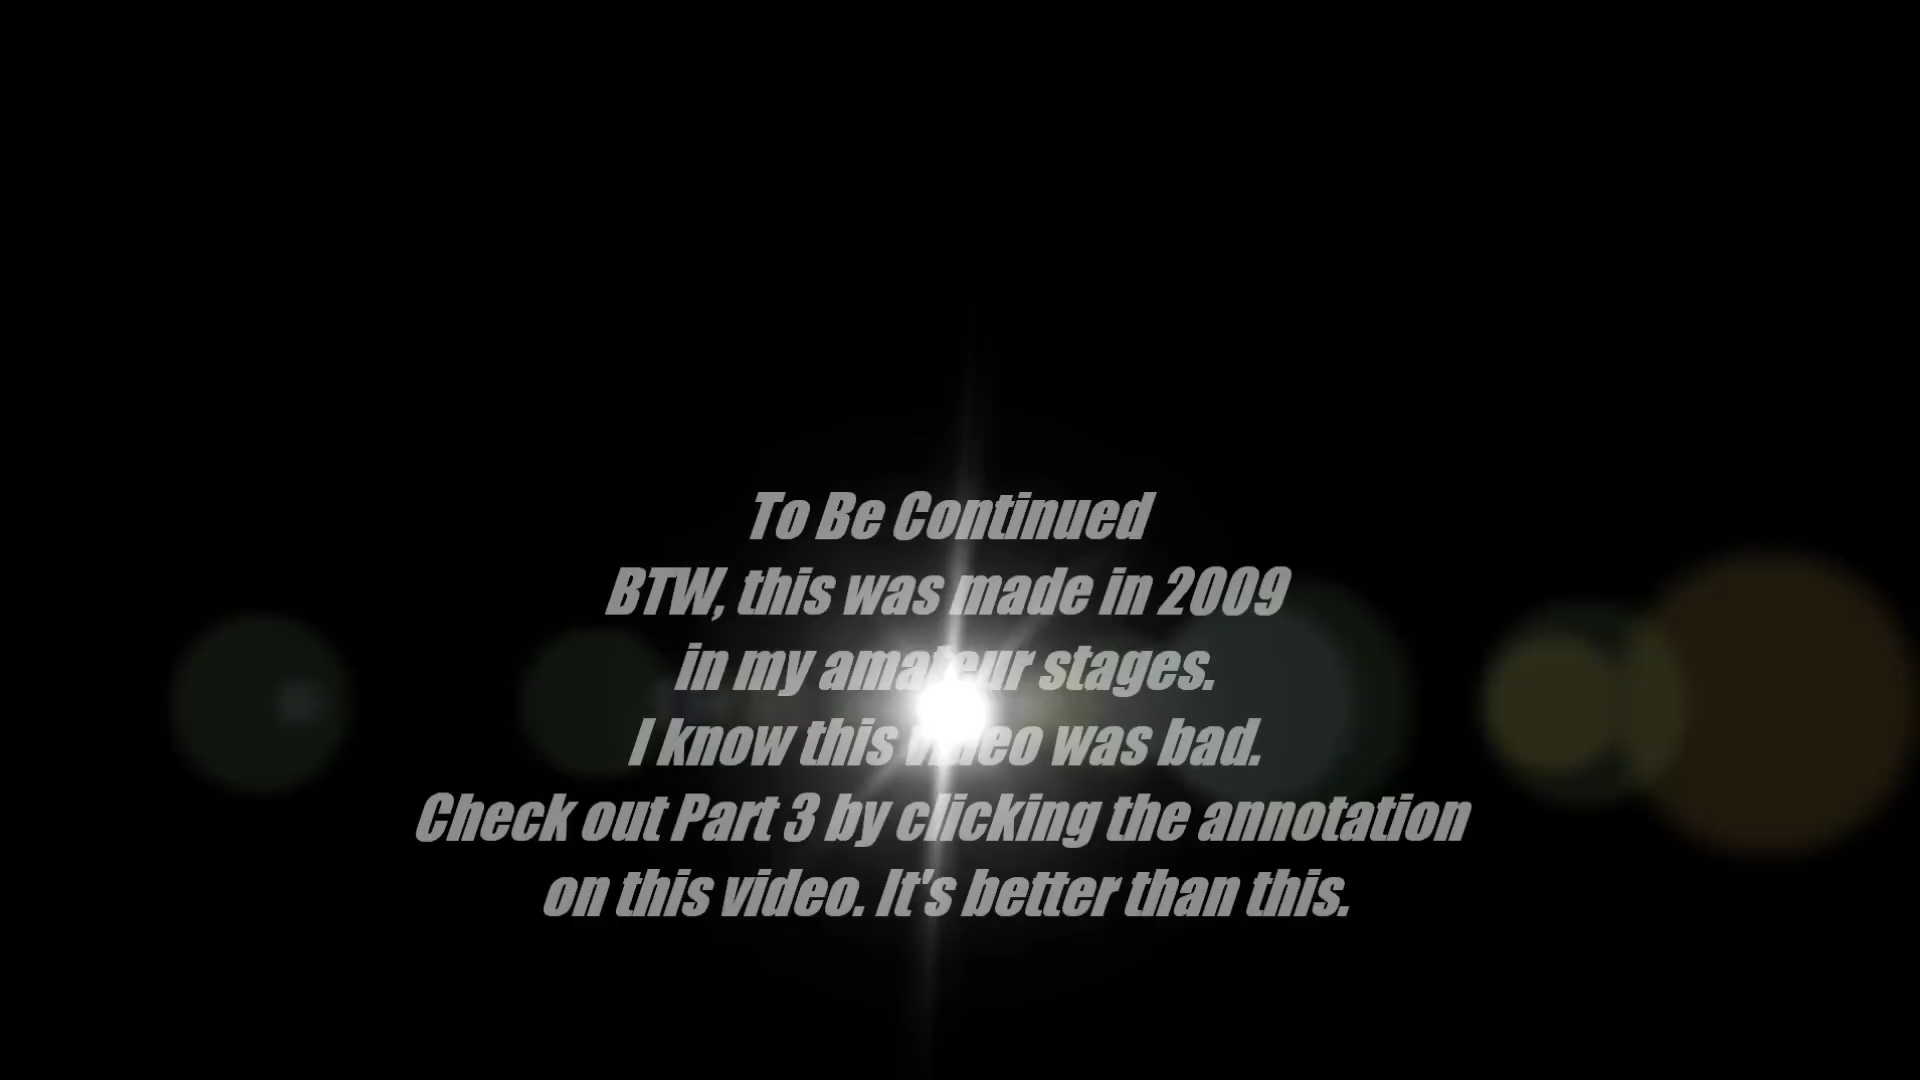 To Be Continued
BTW, this was made in 2009
in my amateur stages.
I know this video was bad.
Check out Part 3 by clicking the annotation
on this video. It's better than this.